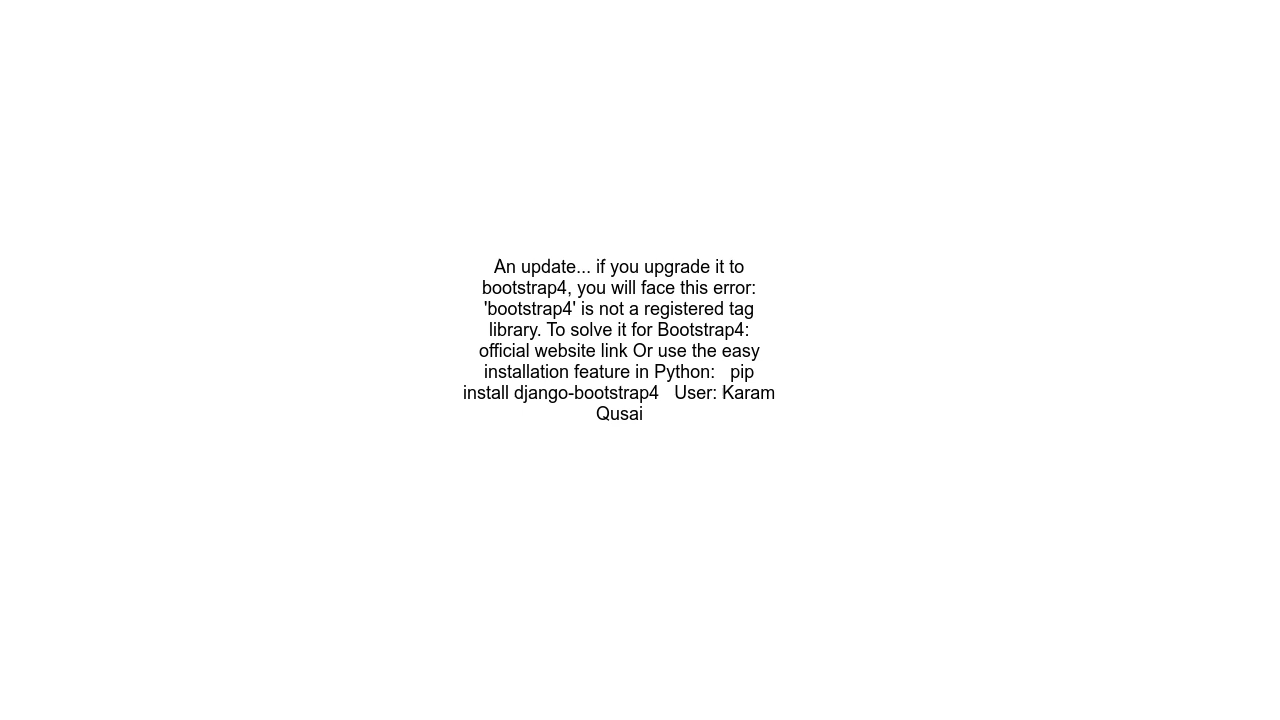 An update... if you upgrade it to
bootstrap4, you will face this error:
'bootstrap4' is not a registered tag
library. To solve it for Bootstrap4:
official website link Or use the easy
installation feature in Python:   pip
install django-bootstrap4   User: Karam
Qusai